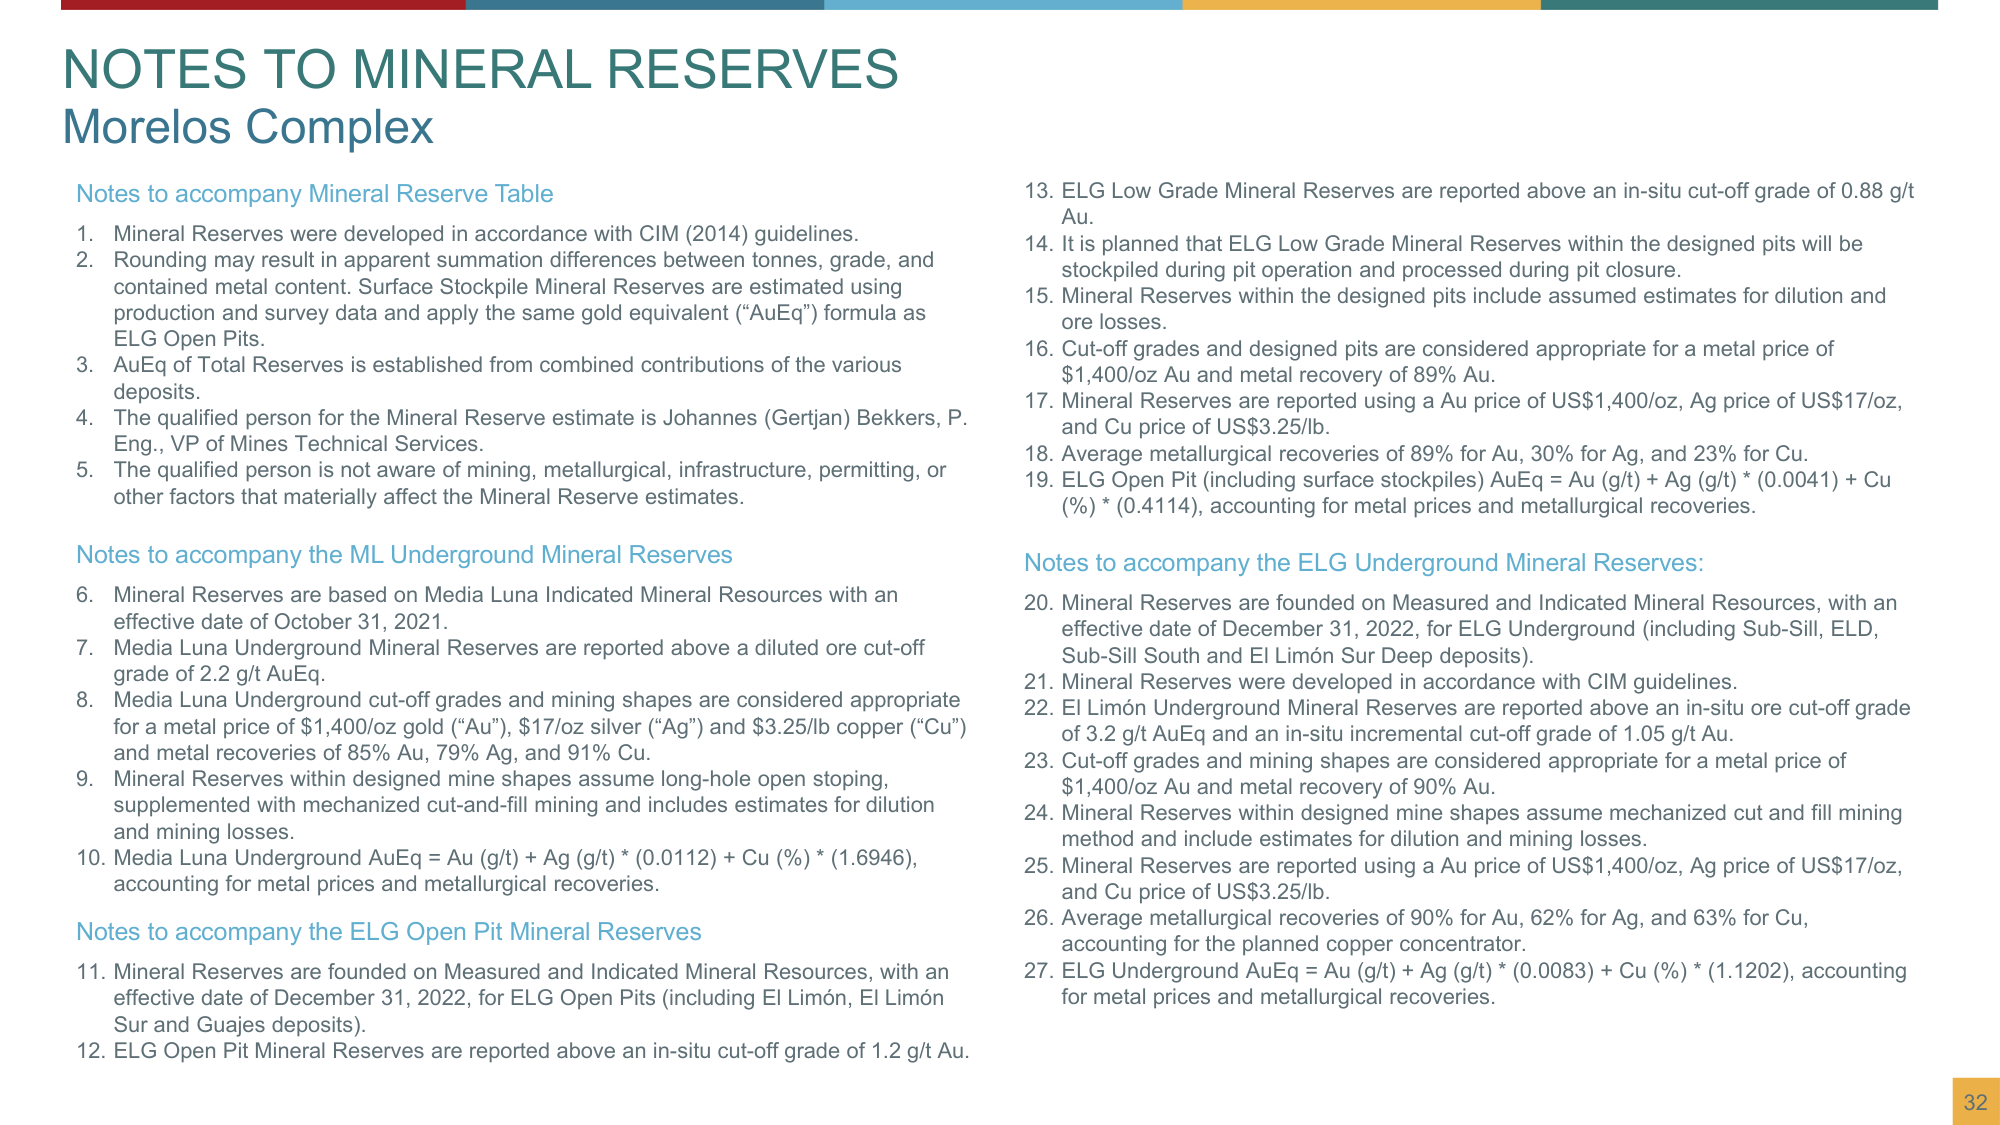 NOTES TO MINERAL RESERVES
Morelos Complex
Notes to accompany Mineral Reserve Table
1. Mineral Reserves were developed in accordance with CIM (2014) guidelines.
2. Rounding may result in apparent summation differences between tonnes, grade, and
contained metal content. Surface Stockpile Mineral Reserves are estimated using
production and survey data and apply the same gold equivalent (“AuEq”) formula as
ELG Open Pits.
3. AuEq of Total Reserves is established from combined contributions of the various
deposits.
4. The qualified person for the Mineral Reserve estimate is Johannes (Gertjan) Bekkers, P.
Eng., VP of Mines Technical Services.
5. The qualified person is not aware of mining, metallurgical, infrastructure, permitting, or
other factors that materially affect the Mineral Reserve estimates.
Notes to accompany the ML Underground Mineral Reserves
6. Mineral Reserves are based on Media Luna Indicated Mineral Resources with an
effective date of October 31, 2021.
7. Media Luna Underground Mineral Reserves are reported above a diluted ore cut-off
grade of 2.2 g/t AuEq.
8. Media Luna Underground cut-off grades and mining shapes are considered appropriate
for a metal price of $1,400/oz gold (“Au”), $17/oz silver (“Ag”) and $3.25/lb copper (“Cu”)
and metal recoveries of 85% Au, 79% Ag, and 91% Cu.
9. Mineral Reserves within designed mine shapes assume long-hole open stoping,
supplemented with mechanized cut-and-fill mining and includes estimates for dilution
and mining losses.
10. Media Luna Underground AuEq = Au (g/t) + Ag (g/t) * (0.0112) + Cu (%) * (1.6946),
accounting for metal prices and metallurgical recoveries.
Notes to accompany the ELG Open Pit Mineral Reserves
11. Mineral Reserves are founded on Measured and Indicated Mineral Resources, with an
effective date of December 31, 2022, for ELG Open Pits (including El Limón, El Limón
Sur and Guajes deposits).
12. ELG Open Pit Mineral Reserves are reported above an in-situ cut-off grade of 1.2 g/t Au.
13. ELG Low Grade Mineral Reserves are reported above an in-situ cut-off grade of 0.88 g/t
Au.
14. It is planned that ELG Low Grade Mineral Reserves within the designed pits will be
stockpiled during pit operation and processed during pit closure.
15. Mineral Reserves within the designed pits include assumed estimates for dilution and
ore losses.
16. Cut-off grades and designed pits are considered appropriate for a metal price of
$1,400/oz Au and metal recovery of 89% Au.
17. Mineral Reserves are reported using a Au price of US$1,400/oz, Ag price of US$17/oz,
and Cu price of US$3.25/lb.
18. Average metallurgical recoveries of 89% for Au, 30% for Ag, and 23% for Cu.
19. ELG Open Pit (including surface stockpiles) AuEq = Au (g/t) + Ag (g/t) * (0.0041) + Cu
(%) * (0.4114), accounting for metal prices and metallurgical recoveries.
Notes to accompany the ELG Underground Mineral Reserves:
20. Mineral Reserves are founded on Measured and Indicated Mineral Resources, with an
effective date of December 31, 2022, for ELG Underground (including Sub-Sill, ELD,
Sub-Sill South and El Limón Sur Deep deposits).
21. Mineral Reserves were developed in accordance with CIM guidelines.
22. El Limón Underground Mineral Reserves are reported above an in-situ ore cut-off grade
of 3.2 g/t AuEq and an in-situ incremental cut-off grade of 1.05 g/t Au.
23. Cut-off grades and mining shapes are considered appropriate for a metal price of
$1,400/oz Au and metal recovery of 90% Au.
24. Mineral Reserves within designed mine shapes assume mechanized cut and fill mining
method and include estimates for dilution and mining losses.
25. Mineral Reserves are reported using a Au price of US$1,400/oz, Ag price of US$17/oz,
and Cu price of US$3.25/lb.
26. Average metallurgical recoveries of 90% for Au, 62% for Ag, and 63% for Cu,
accounting for the planned copper concentrator.
27. ELG Underground AuEq = Au (g/t) + Ag (g/t) * (0.0083) + Cu (%) * (1.1202), accounting
for metal prices and metallurgical recoveries.
32